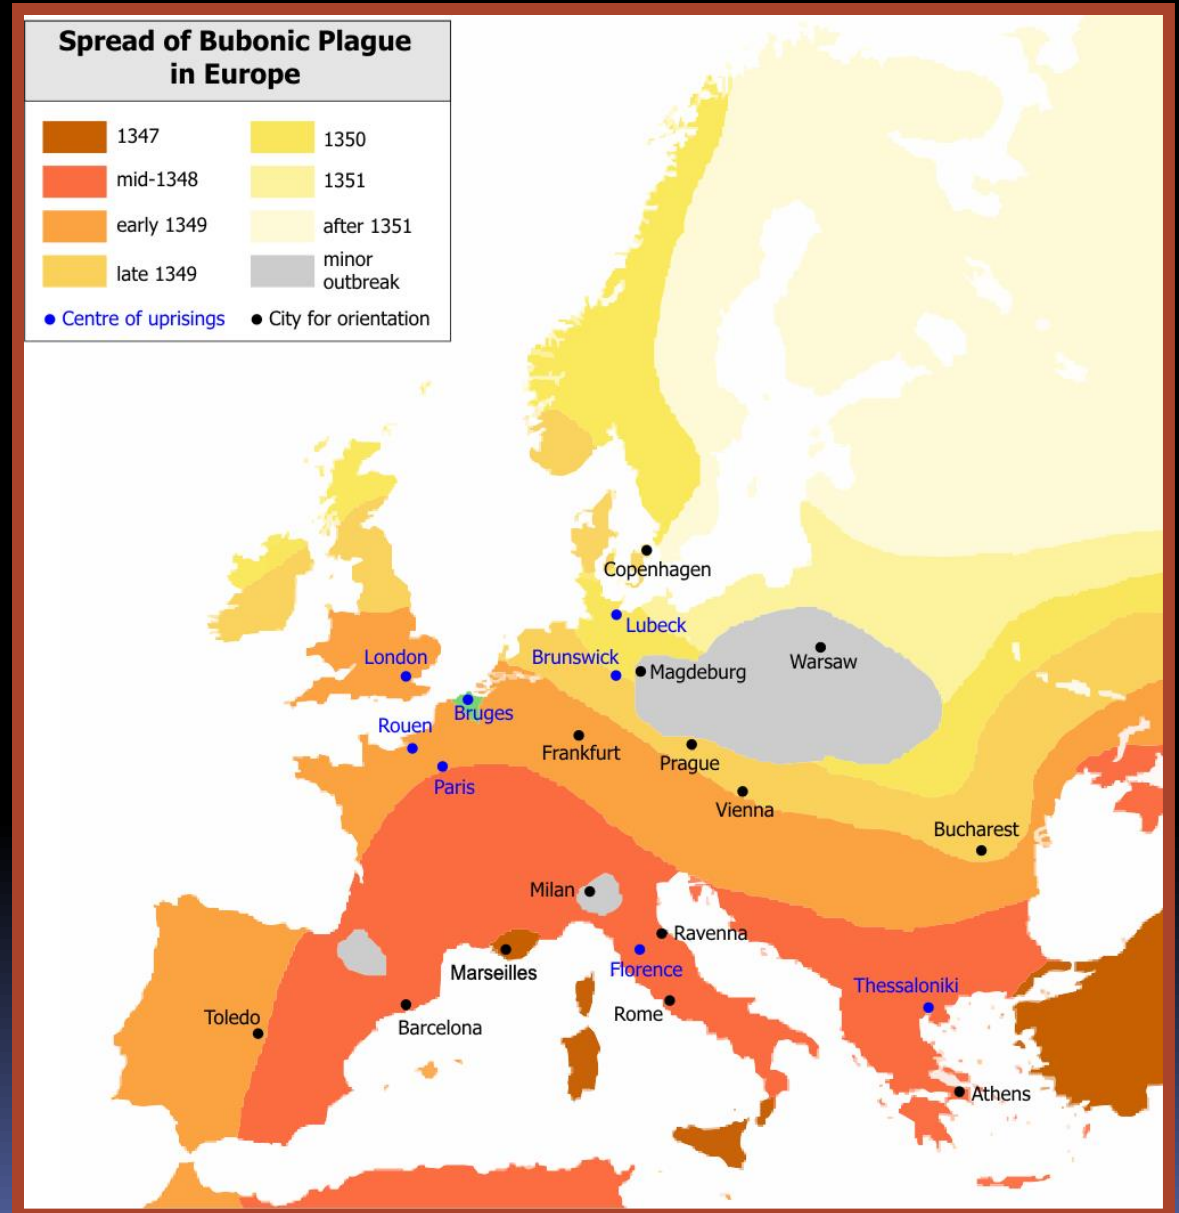 Spread of Bubonic Plague
in Europe
1347
mid-1348
early 1349
late 1349
1350
1351
after 1351
minor
outbreak
Centre of uprisings
City for orientation
Copenhagen
Lubeck
Brunswick
Magdeburg
Warsaw
London
Bruges
Rouen
Frankfurt
Prague
Paris
Vienna
Bucharest
Milan
Ravenna
Marseilles
Florence
Thessaloniki
Toledo
Barcelona
Rome
Athens